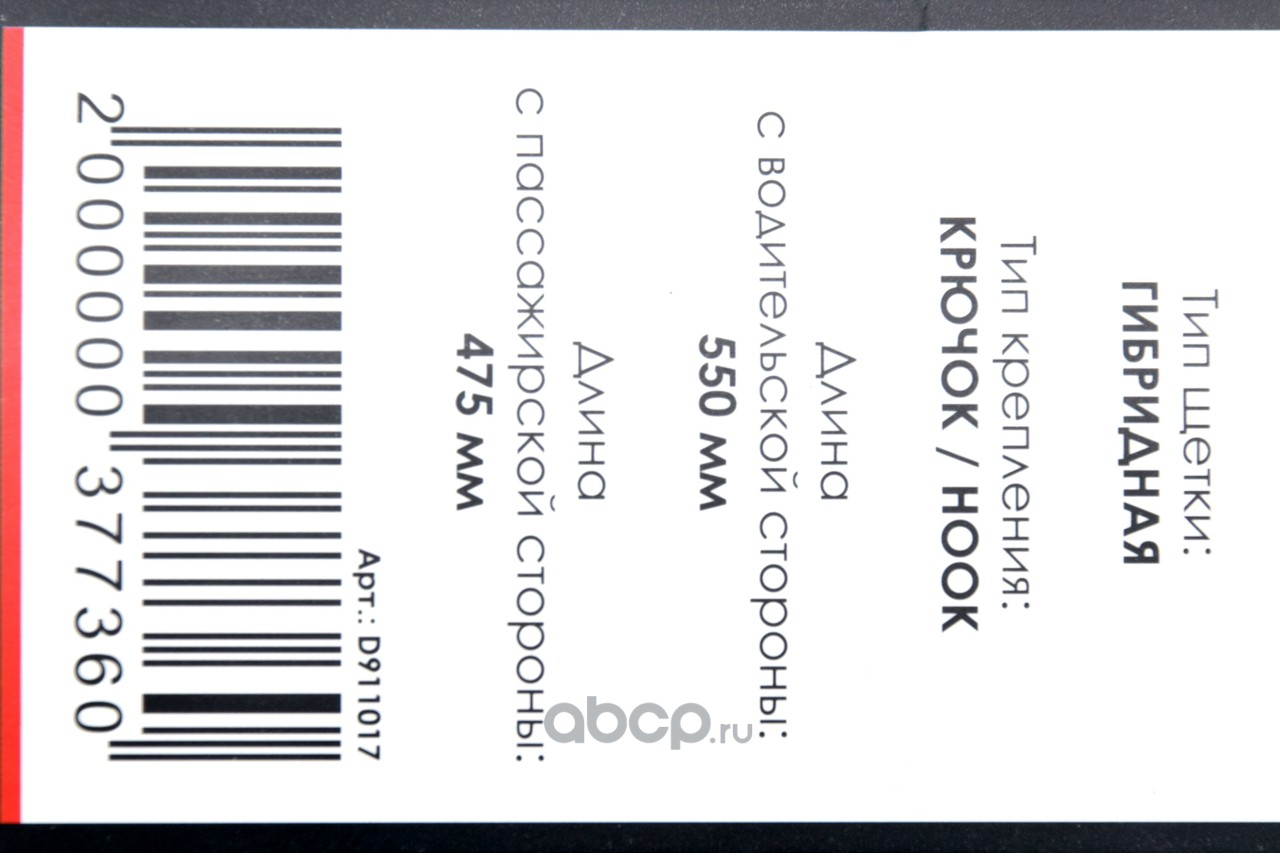 Тип щетки:
ГИБРИДНАЯ
Тип крепления:
КРЮЧОК / HOOK
Длина
с водительской стороны:
550 мм
Длина
с пассажирской стороны:
475 мм
Арт.: D911017
2 000000 377360
abcp.ru